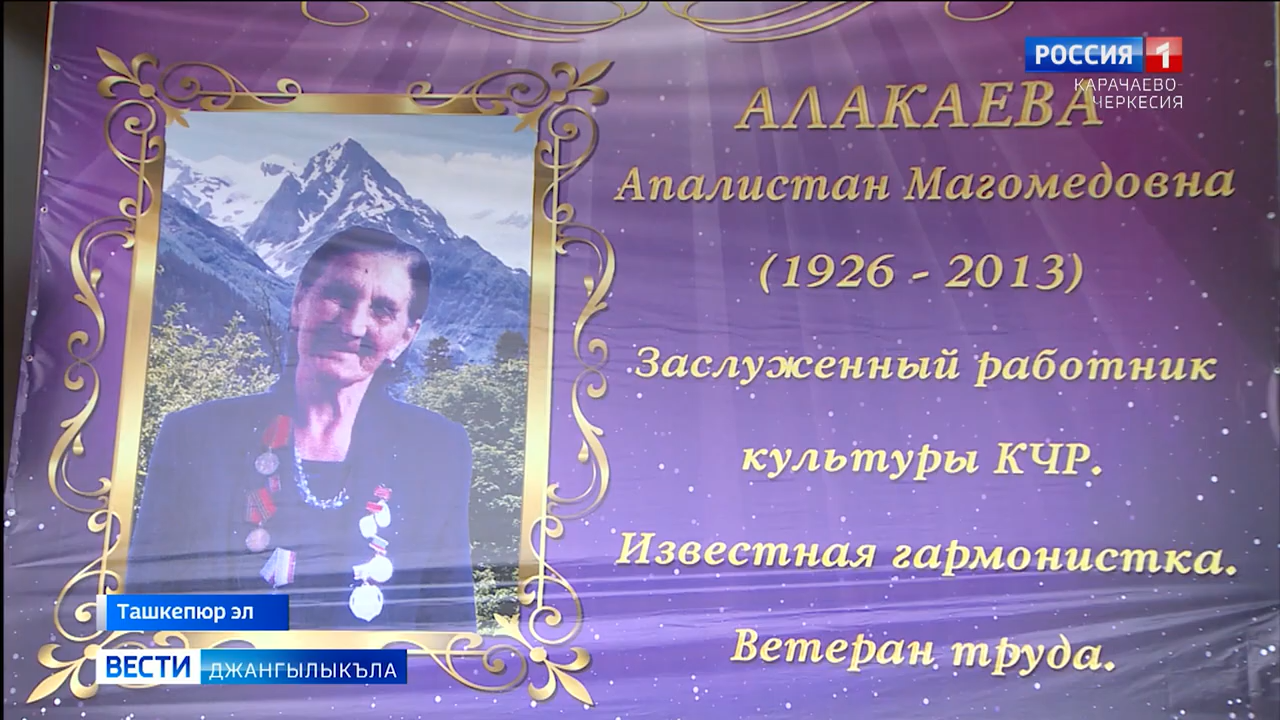 РОССИЯ 1
КАРАЧАЕВО-
ЧЕРКЕСИЯ
АЛАКАЕВА
Апалистан Магомедовна
(1926 - 2013)
Заслуженный работник
культуры КЧР.
Известная гармонистка.
Ветеран труда.
Ташкепюр эл
ВЕСТИ ДЖАНГЫЛЫКЪЛА